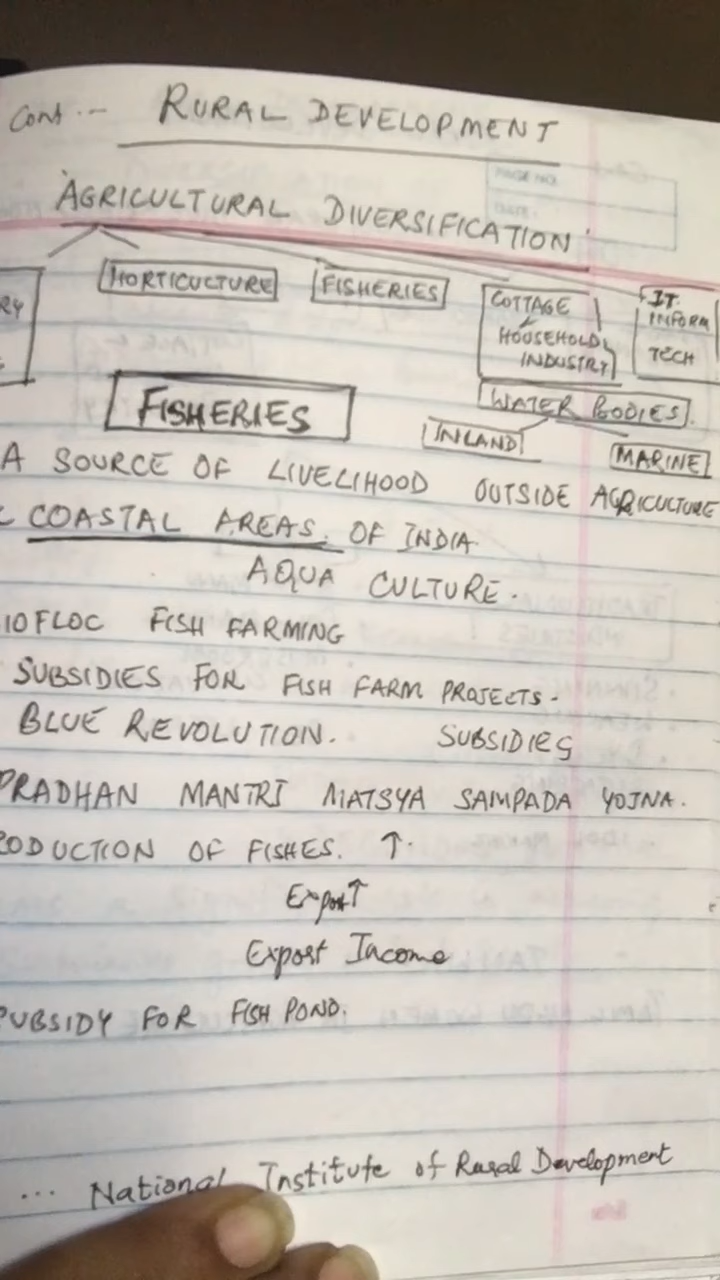 Cont.- RURAL DEVELOPMENT
AGRICULTURAL DIVERSIFICATION
RY
HORTICULTURE
FISHERIES
COTTAGE
HOUSEHOLD
INDUSTRY
IT.
INFORM
TECH
FISHERIES
WATER BODIES.
INLAND
MARINE
A SOURCE OF LIVELIHOOD OUTSIDE AGRICULTURE
COASTAL AREAS. OF INDIA.
AQUA CULTURE.
IOFLOC FISH FARMING
SUBSIDIES FOR FISH FARM PROJECTS.
BLUE REVOLUTION. SUBSIDIES
PRADHAN MANTRI MATSYA SAMPADA YOJNA.
RODUCTION OF FISHES. ↑.
Export↑
Export Income
SUBSIDY FOR FISH POND.
... National Institute of Rural Development